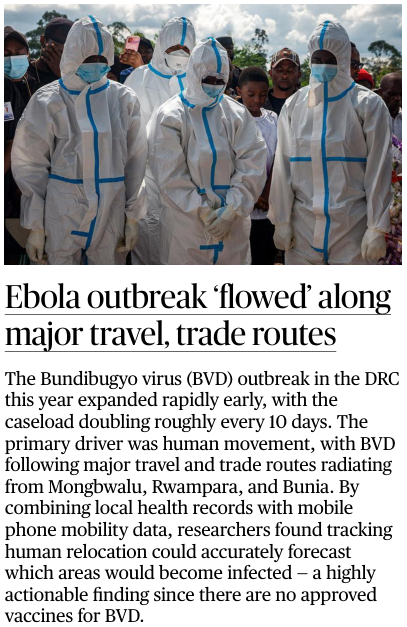 Ebola outbreak ‘flowed’ along
major travel, trade routes
The Bundibugyo virus (BVD) outbreak in the DRC
this year expanded rapidly early, with the
caseload doubling roughly every 10 days. The
primary driver was human movement, with BVD
following major travel and trade routes radiating
from Mongbwalu, Rwampara, and Bunia. By
combining local health records with mobile
phone mobility data, researchers found tracking
human relocation could accurately forecast
which areas would become infected — a highly
actionable finding since there are no approved
vaccines for BVD.